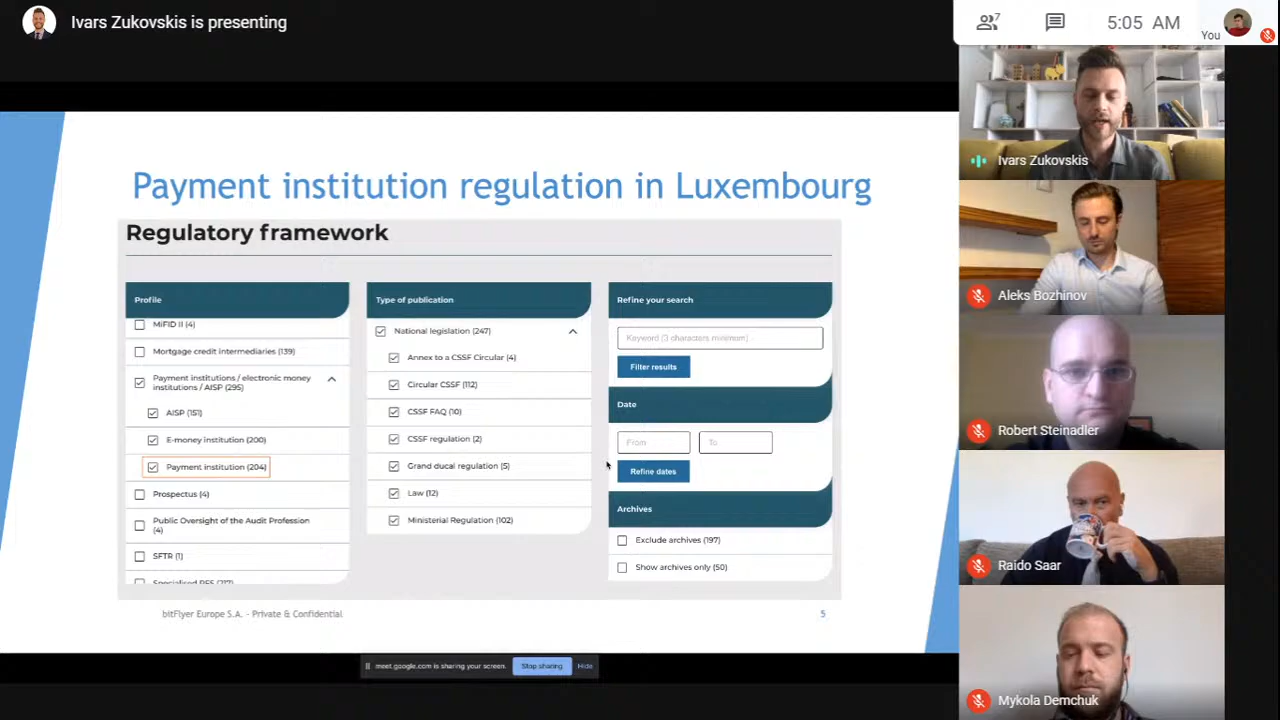 Ivars Zukovskis is presenting
7
5:05 AM
You
Payment institution regulation in Luxembourg
Regulatory framework
Profile
MiFID II (4)
Mortgage credit intermediaries (139)
Payment institutions / electronic money
institutions / AISP (295)
AISP (151)
E-money institution (200)
Payment institution (204)
Prospectus (4)
Public Oversight of the Audit Profession
(4)
SFTR (1)
Specialised PFS (217)
Type of publication
National legislation (247)
Annex to a CSSF Circular (4)
Circular CSSF (112)
CSSF FAQ (10)
CSSF regulation (2)
Grand ducal regulation (5)
Law (12)
Ministerial Regulation (102)
Refine your search
Keyword (3 characters minimum)
Filter results
Date
From
To
Refine dates
Archives
Exclude archives (197)
Show archives only (50)
bitFlyer Europe S.A. - Private & Confidential
5
meet.google.com is sharing your screen.
Stop sharing
Hide
Ivars Zukovskis
Aleks Bozhinov
Robert Steinadler
Raido Saar
Mykola Demchuk